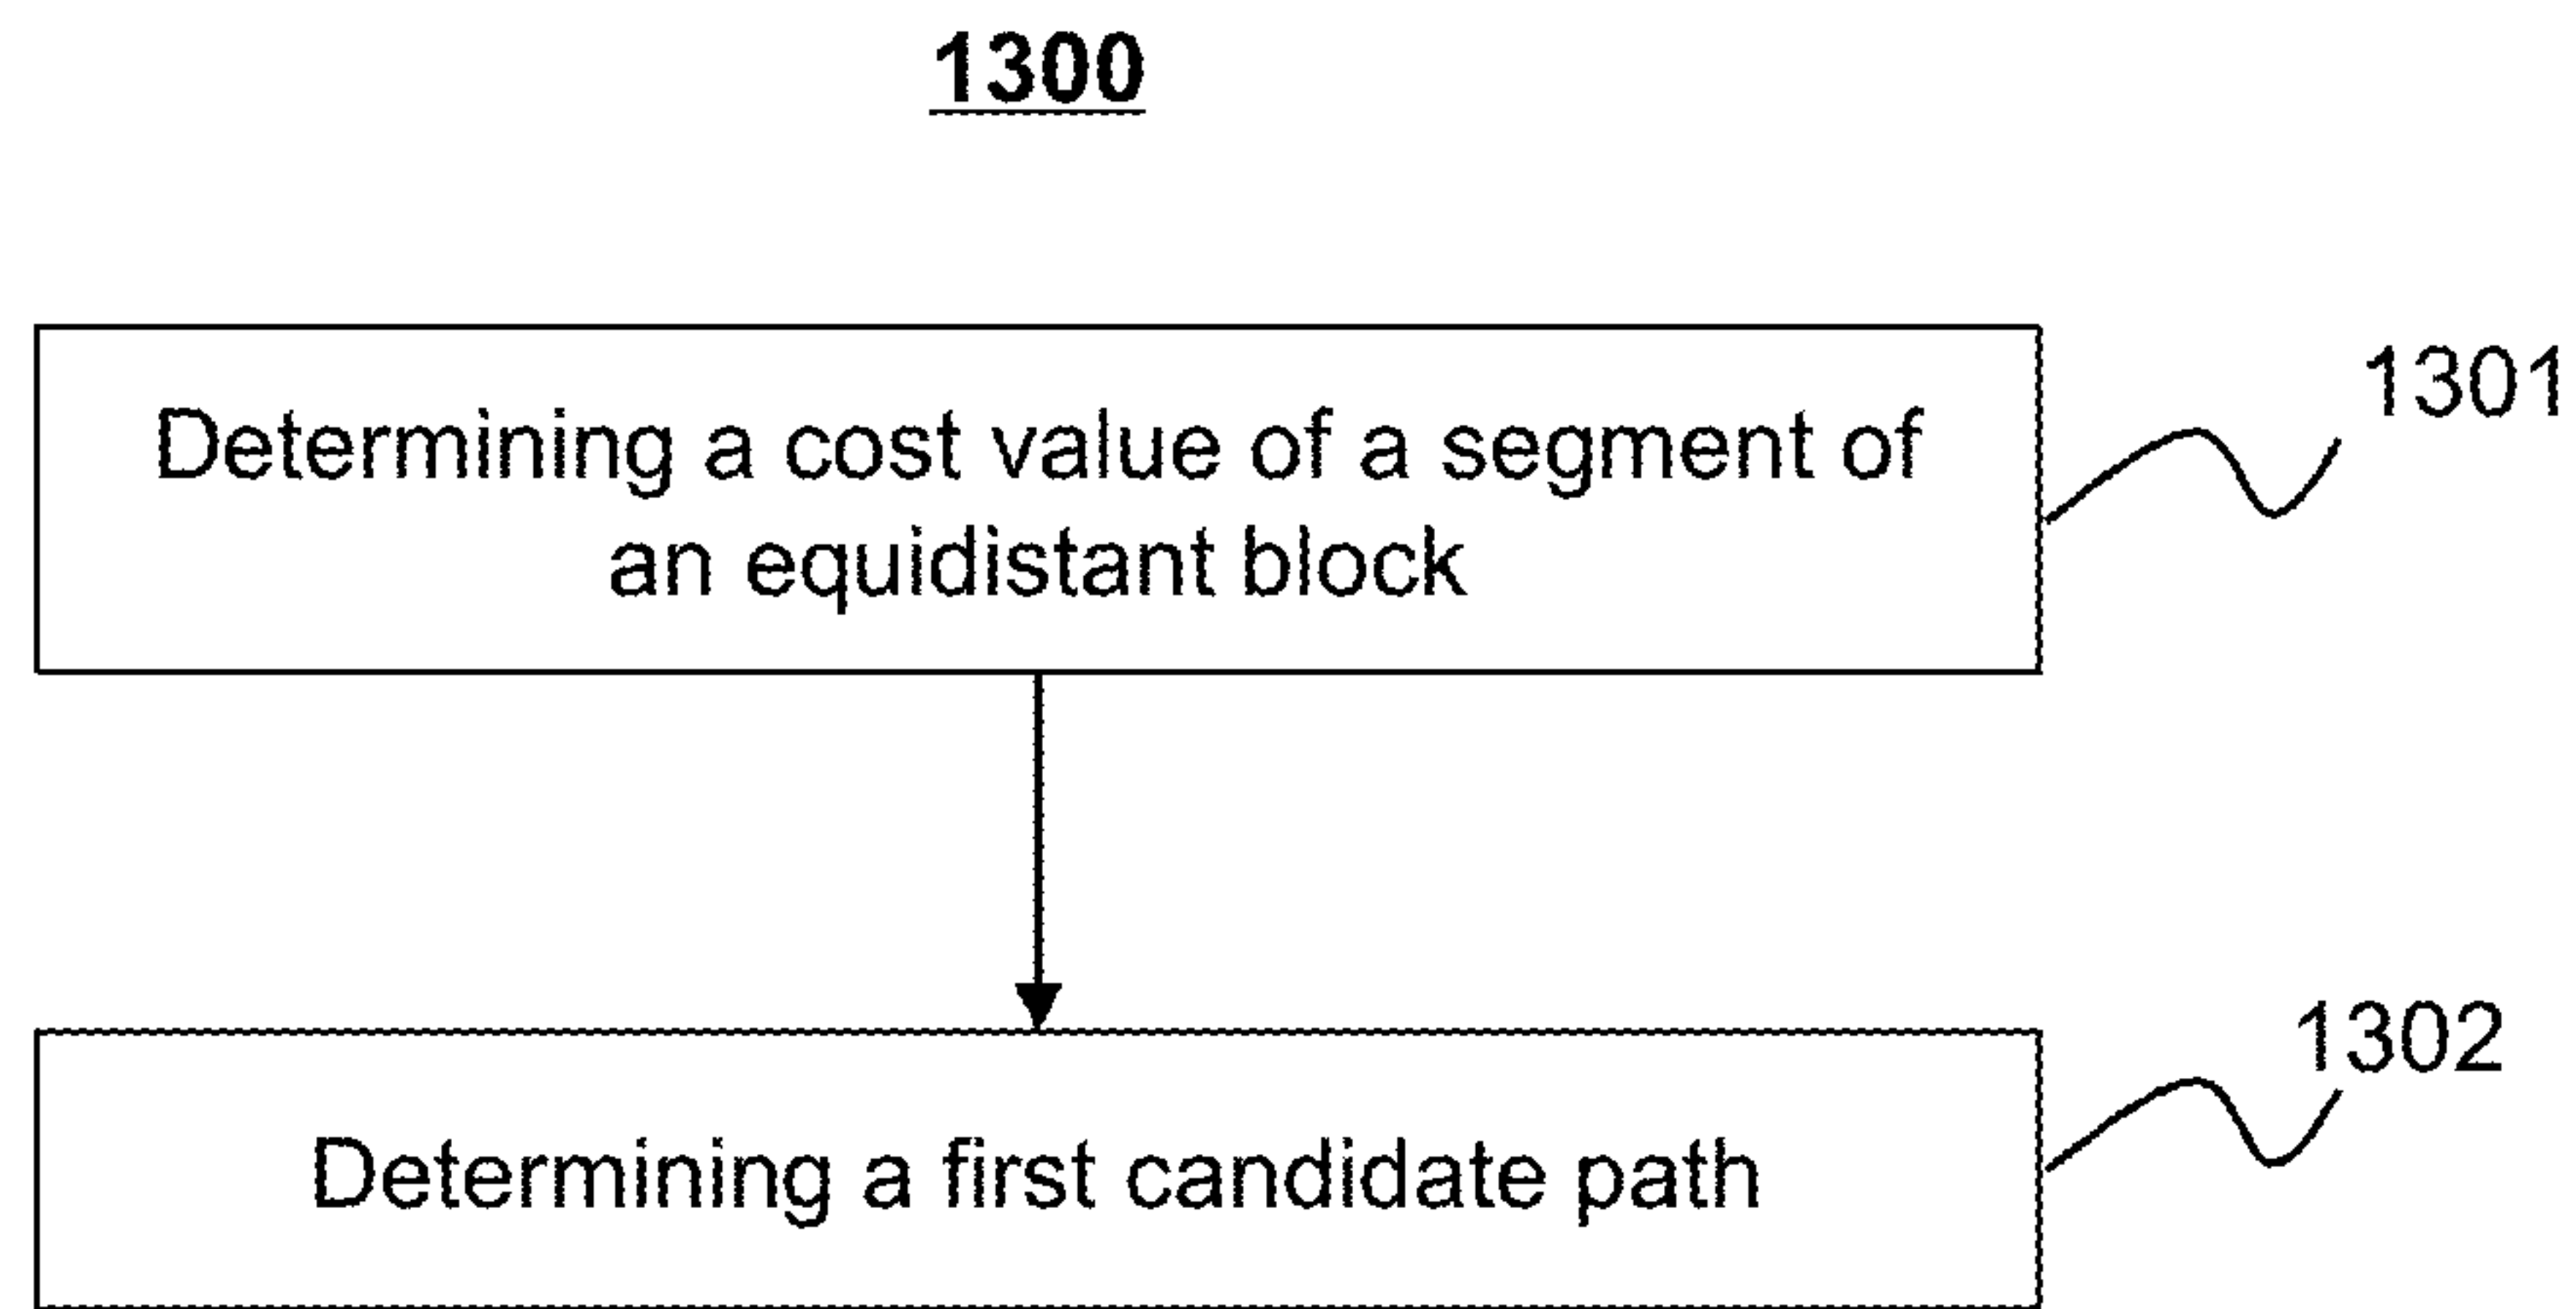 1300
Determining a cost value of a segment of
an equidistant block
1301
Determining a first candidate path
1302